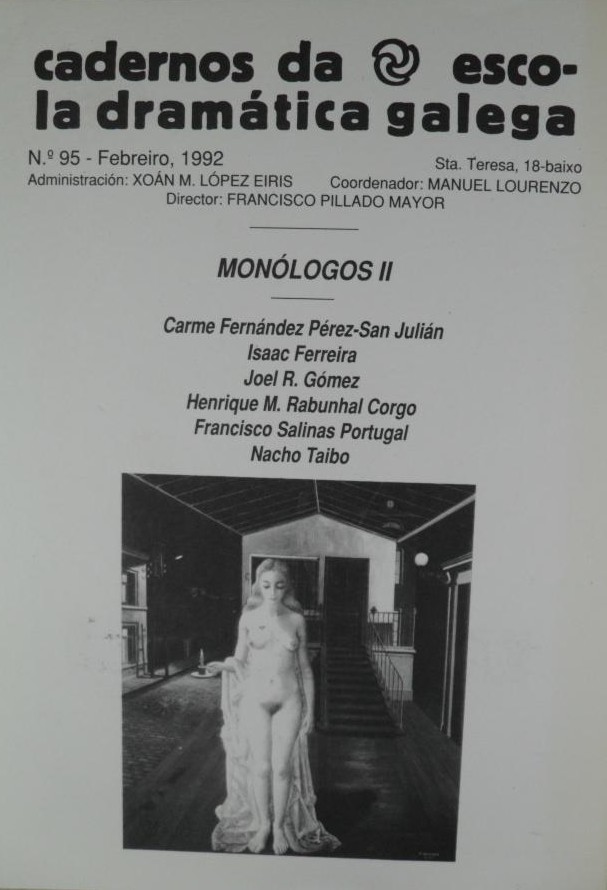 cadernos da esco-
la dramática galega
N.º 95 - Febreiro, 1992
Sta. Teresa, 18-baixo
Administración: XOÁN M. LÓPEZ EIRIS Coordenador: MANUEL LOURENZO
Director: FRANCISCO PILLADO MAYOR
MONÓLOGOS II
Carme Fernández Pérez-San Julián
Isaac Ferreira
Joel R. Gómez
Henrique M. Rabunhal Corgo
Francisco Salinas Portugal
Nacho Taibo